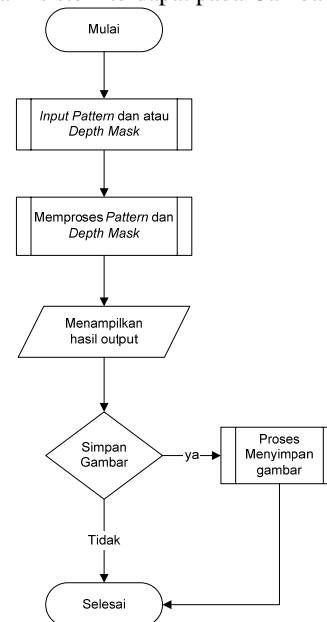 Mulai
Input Pattern dan atau
Depth Mask
Memproses Pattern dan
Depth Mask
Menampilkan
hasil output
Simpan
Gambar
ya
Proses
Menyimpan
gambar
Tidak
Selesai